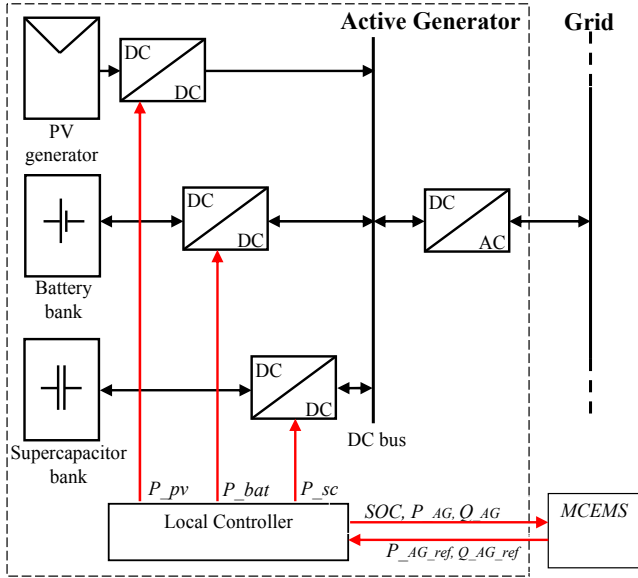 Active Generator
Grid
DC
DC
PV
generator
DC
DC
DC
AC
Battery
bank
DC
DC
DC bus
Supercapacitor
bank
P_pv
P_bat
P_sc
Local Controller
SOC, P_AG, Q_AG
MCEMS
P_AG_ref, Q_AG_ref